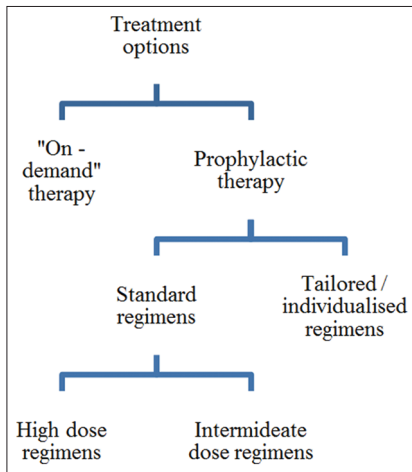 Treatment
options
"On -
demand"
therapy
Prophylactic
therapy
Standard
regimens
Tailored /
individualised
regimens
High dose
regimens
Intermideate
dose regimens